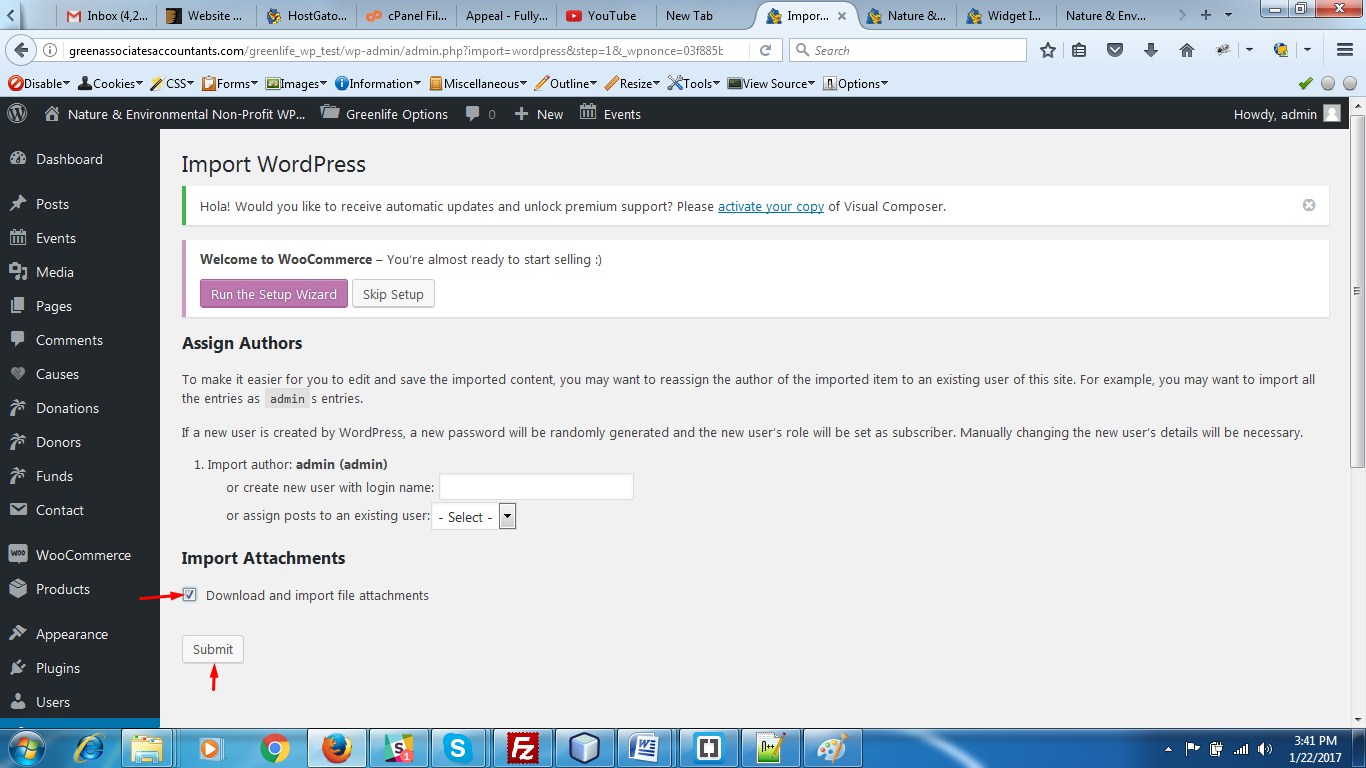 Inbox (4,2...
Website ...
HostGato...
cPanel Fil...
Appeal - Fully...
YouTube
New Tab
Impor...
Nature &...
Widget I...
Nature & Env...
greenassociatesaccountants.com/greenlife_wp_test/wp-admin/admin.php?import=wordpress&step=1&_wpnonce=03f885b
Search
Disable
Cookies
CSS
Forms
Images
Information
Miscellaneous
Outline
Resize
Tools
View Source
Options
Nature & Environmental Non-Profit WP...
Greenlife Options
0
New
Events
Howdy, admin
Dashboard
Posts
Events
Media
Pages
Comments
Causes
Donations
Donors
Funds
Contact
WooCommerce
Products
Appearance
Plugins
Users
Import WordPress
Hola! Would you like to receive automatic updates and unlock premium support? Please activate your copy of Visual Composer.
Welcome to WooCommerce – You're almost ready to start selling :)
Run the Setup Wizard
Skip Setup
Assign Authors
To make it easier for you to edit and save the imported content, you may want to reassign the author of the imported item to an existing user of this site. For example, you may want to import all
the entries as admin s entries.
If a new user is created by WordPress, a new password will be randomly generated and the new user's role will be set as subscriber. Manually changing the new user's details will be necessary.
1. Import author: admin (admin)
or create new user with login name:
or assign posts to an existing user: - Select -
Import Attachments
Download and import file attachments
Submit
3:41 PM
1/22/2017